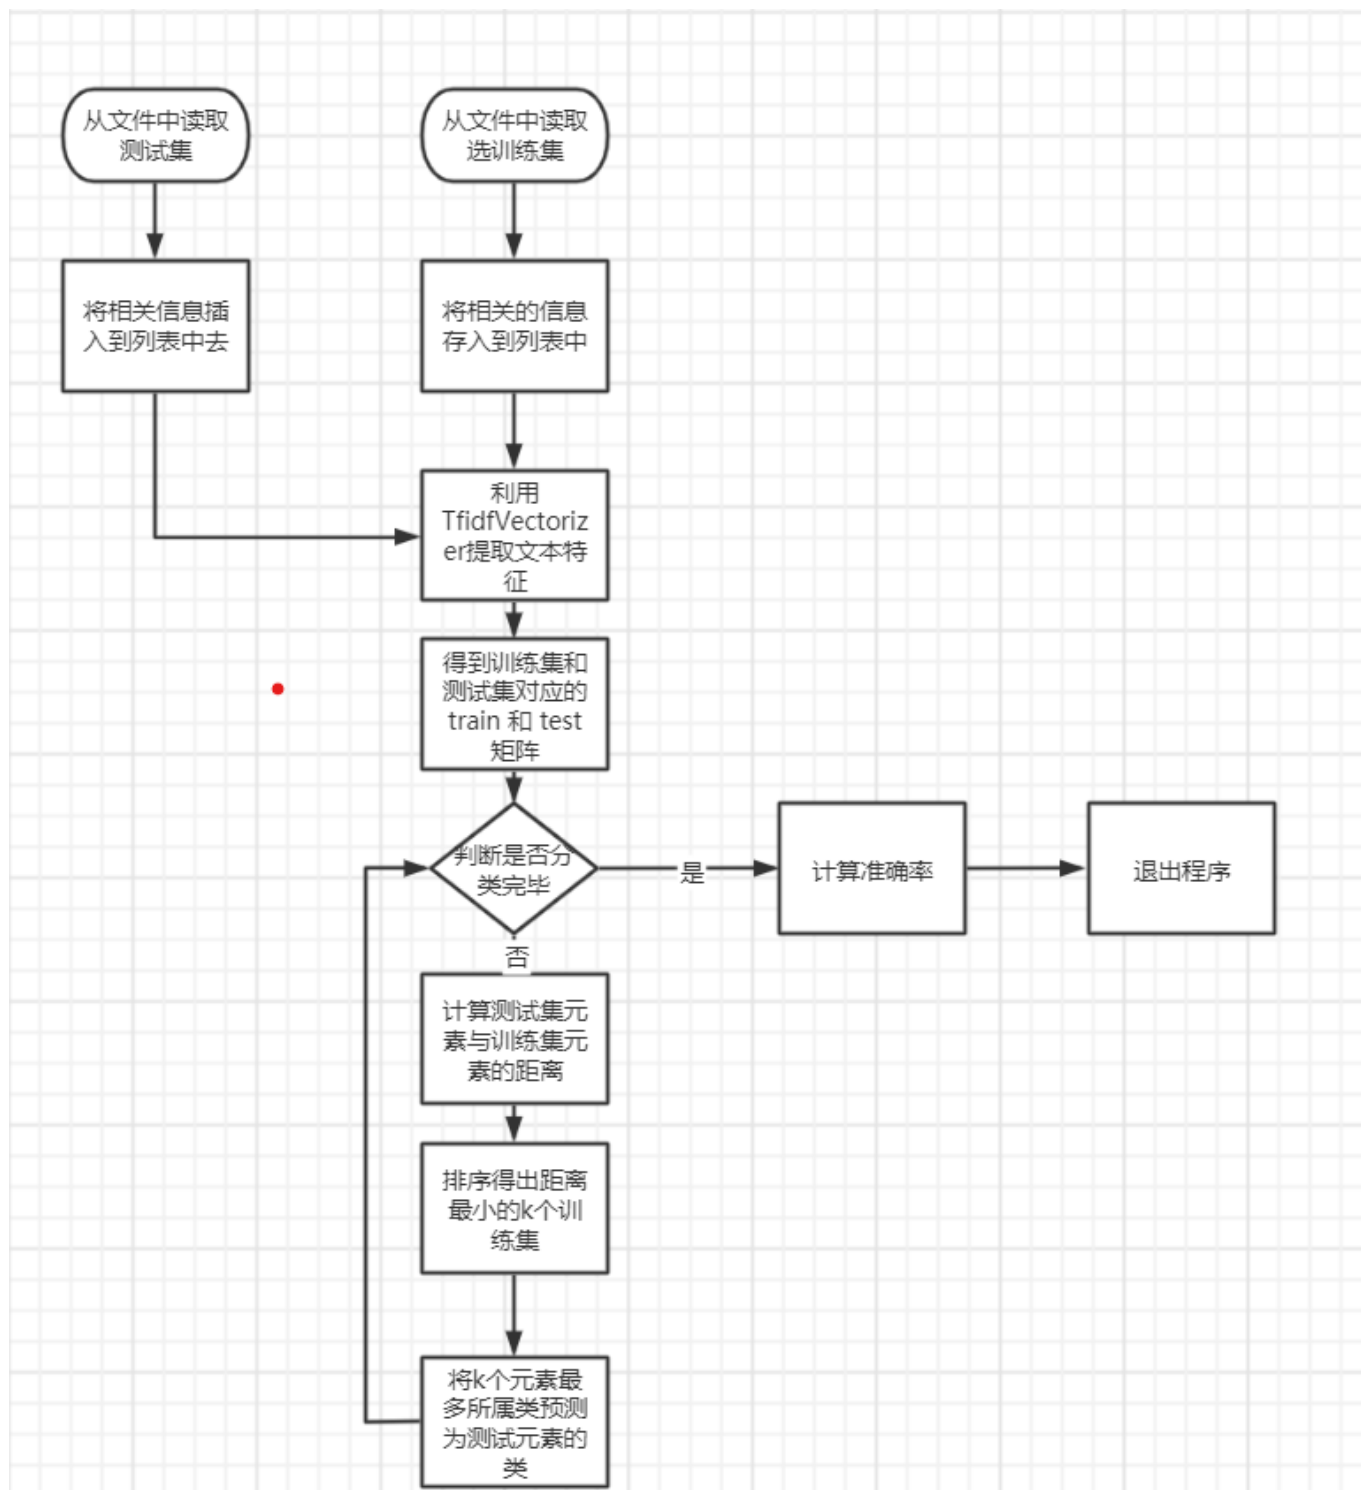 从文件中读取
测试集
从文件中读取
选训练集
将相关信息插
入到列表中去
将相关的信息
存入到列表中
利用
TfidfVectoriz
er提取文本特
征
得到训练集和
测试集对应的
train 和 test
矩阵
判断是否分
类完毕
是
计算准确率
退出程序
否
计算测试集元
素与训练集元
素的距离
排序得出距离
最小的k个训
练集
将k个元素最
多所属类预测
为测试元素的
类